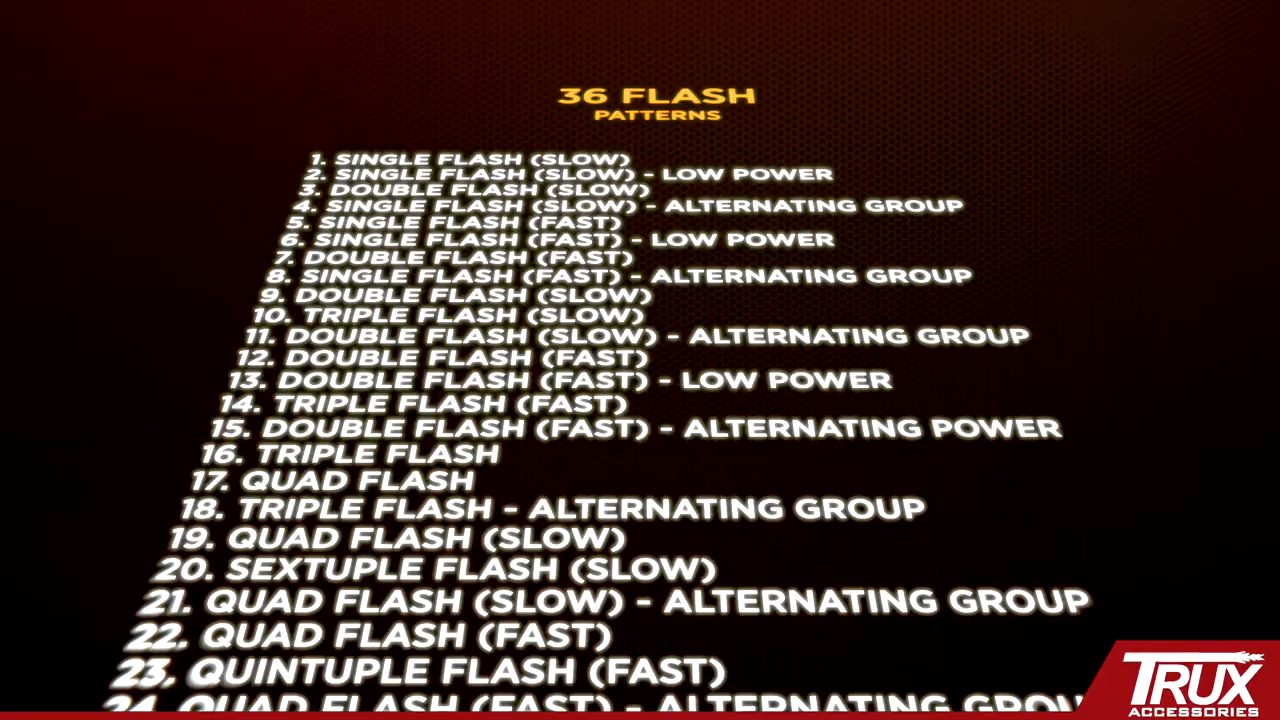 36 FLASH
PATTERNS
1. SINGLE FLASH (SLOW)
2. SINGLE FLASH (SLOW) - LOW POWER
3. DOUBLE FLASH (SLOW)
4. SINGLE FLASH (SLOW) - ALTERNATING GROUP
5. SINGLE FLASH (FAST)
6. SINGLE FLASH (FAST) - LOW POWER
7. DOUBLE FLASH (FAST)
8. SINGLE FLASH (FAST) - ALTERNATING GROUP
9. DOUBLE FLASH (SLOW)
10. TRIPLE FLASH (SLOW)
11. DOUBLE FLASH (SLOW) - ALTERNATING GROUP
12. DOUBLE FLASH (FAST)
13. DOUBLE FLASH (FAST) - LOW POWER
14. TRIPLE FLASH (FAST)
15. DOUBLE FLASH (FAST) - ALTERNATING POWER
16. TRIPLE FLASH
17. QUAD FLASH
18. TRIPLE FLASH - ALTERNATING GROUP
19. QUAD FLASH (SLOW)
20. SEXTUPLE FLASH (SLOW)
21. QUAD FLASH (SLOW) - ALTERNATING GROUP
22. QUAD FLASH (FAST)
23. QUINTUPLE FLASH (FAST)
24. QUAD FLASH (FAST) - ALTERNATING
TRUX
ACCESSORIES